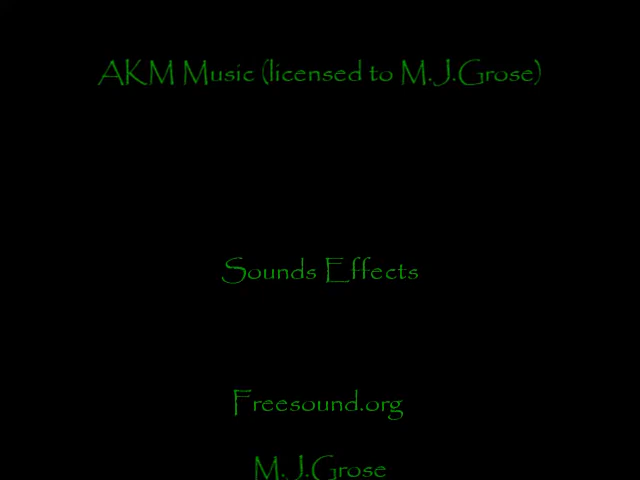 AKM Music (licensed to M.J.Grose)
Sounds Effects
Freesound.org
M.J.Grose